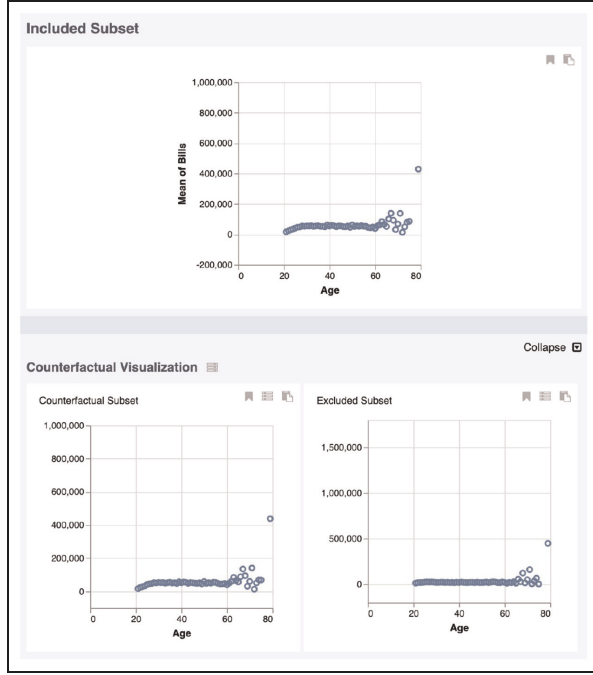 Included Subset
1,000,000
800,000
600,000
400,000
200,000
0
-200,000
Mean of Bills
0 20 40 60 80
Age
Collapse
Counterfactual Visualization
Counterfactual Subset
1,000,000
800,000
600,000
400,000
200,000
0
0 20 40 60 80
Age
Excluded Subset
1,500,000
1,000,000
500,000
0
0 20 40 60 80
Age